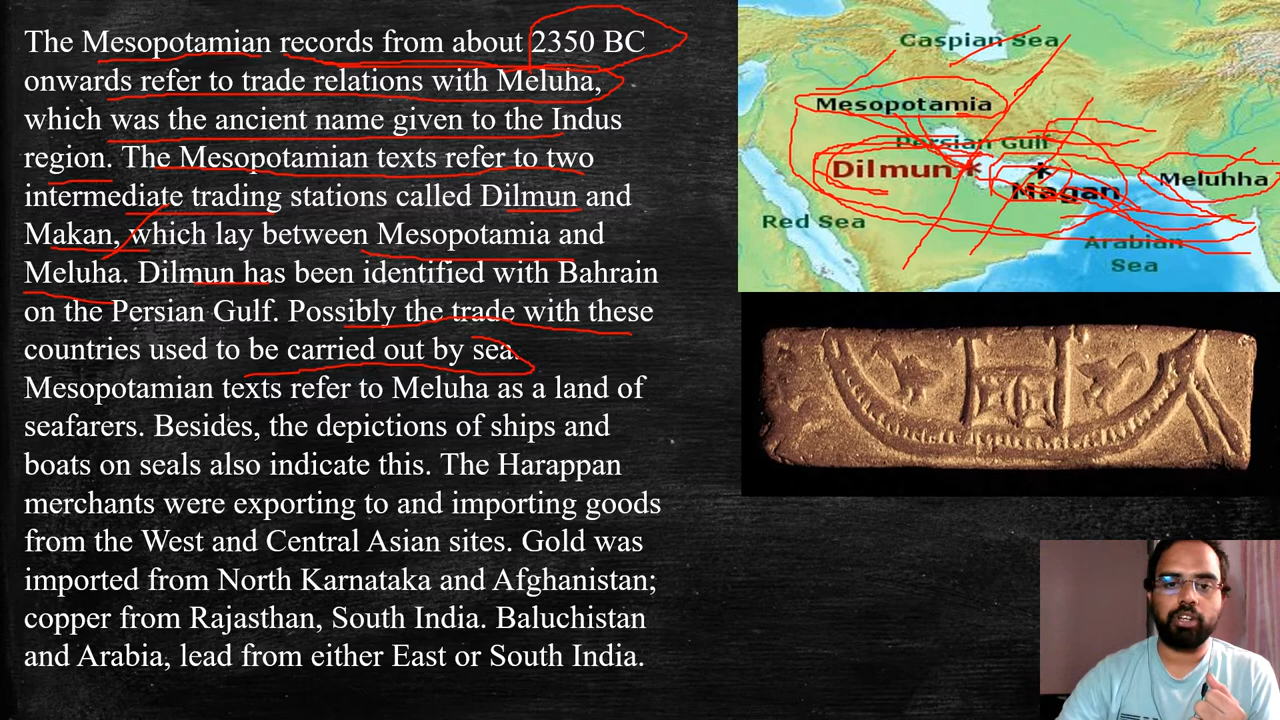 The Mesopotamian records from about 2350 BC
onwards refer to trade relations with Meluha,
which was the ancient name given to the Indus
region. The Mesopotamian texts refer to two
intermediate trading stations called Dilmun and
Makan, which lay between Mesopotamia and
Meluha. Dilmun has been identified with Bahrain
on the Persian Gulf. Possibly the trade with these
countries used to be carried out by sea.
Mesopotamian texts refer to Meluha as a land of
seafarers. Besides, the depictions of ships and
boats on seals also indicate this. The Harappan
merchants were exporting to and importing goods
from the West and Central Asian sites. Gold was
imported from North Karnataka and Afghanistan;
copper from Rajasthan, South India. Baluchistan
and Arabia, lead from either East or South India.
Caspian Sea
Mesopotamia
Persian Gulf
Dilmun
Magan
Meluhha
Red Sea
Arabian
Sea